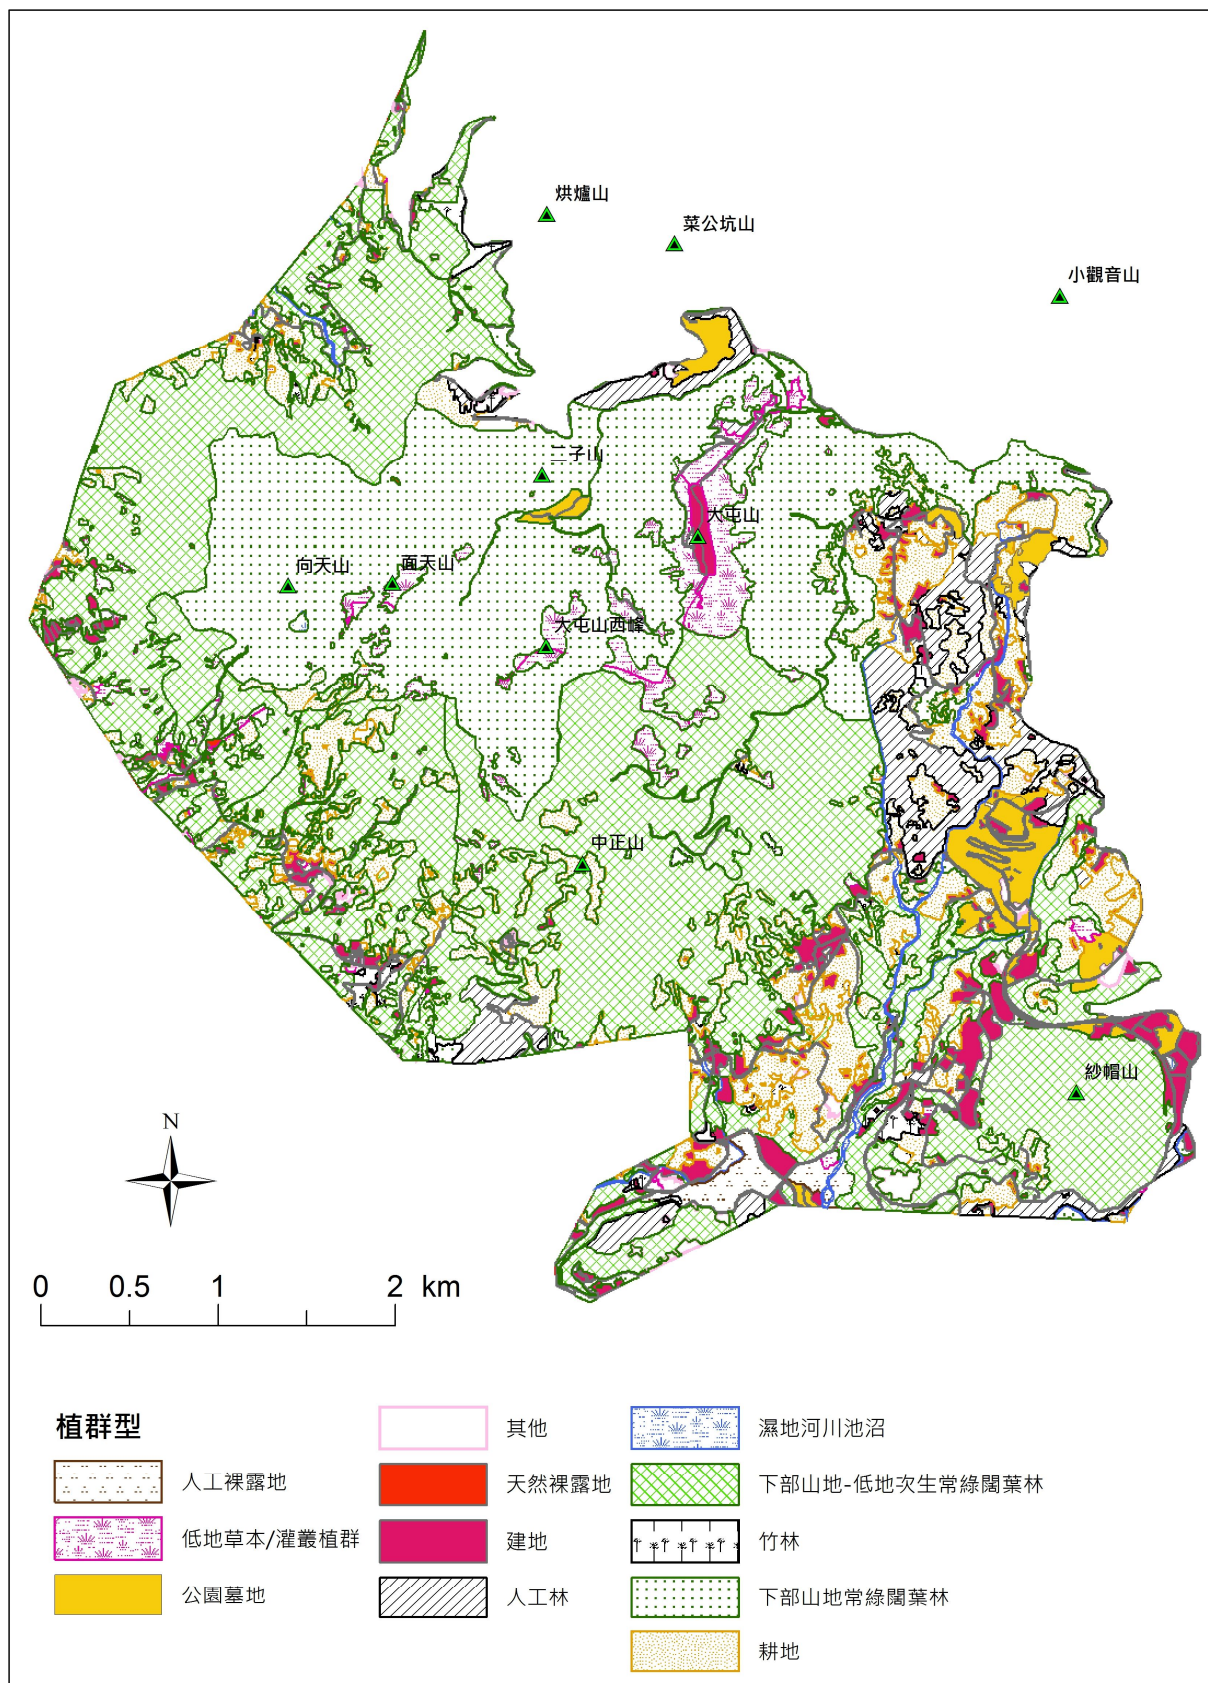 烘爐山
菜公坑山
小觀音山
二子山
大屯山
向天山
面天山
大屯山西峰
中正山
紗帽山
N
0 0.5 1 2 km
植群型
人工裸露地
低地草本/灌叢植群
公園墓地
其他
天然裸露地
建地
人工林
濕地河川池沼
下部山地-低地次生常綠闊葉林
竹林
下部山地常綠闊葉林
耕地